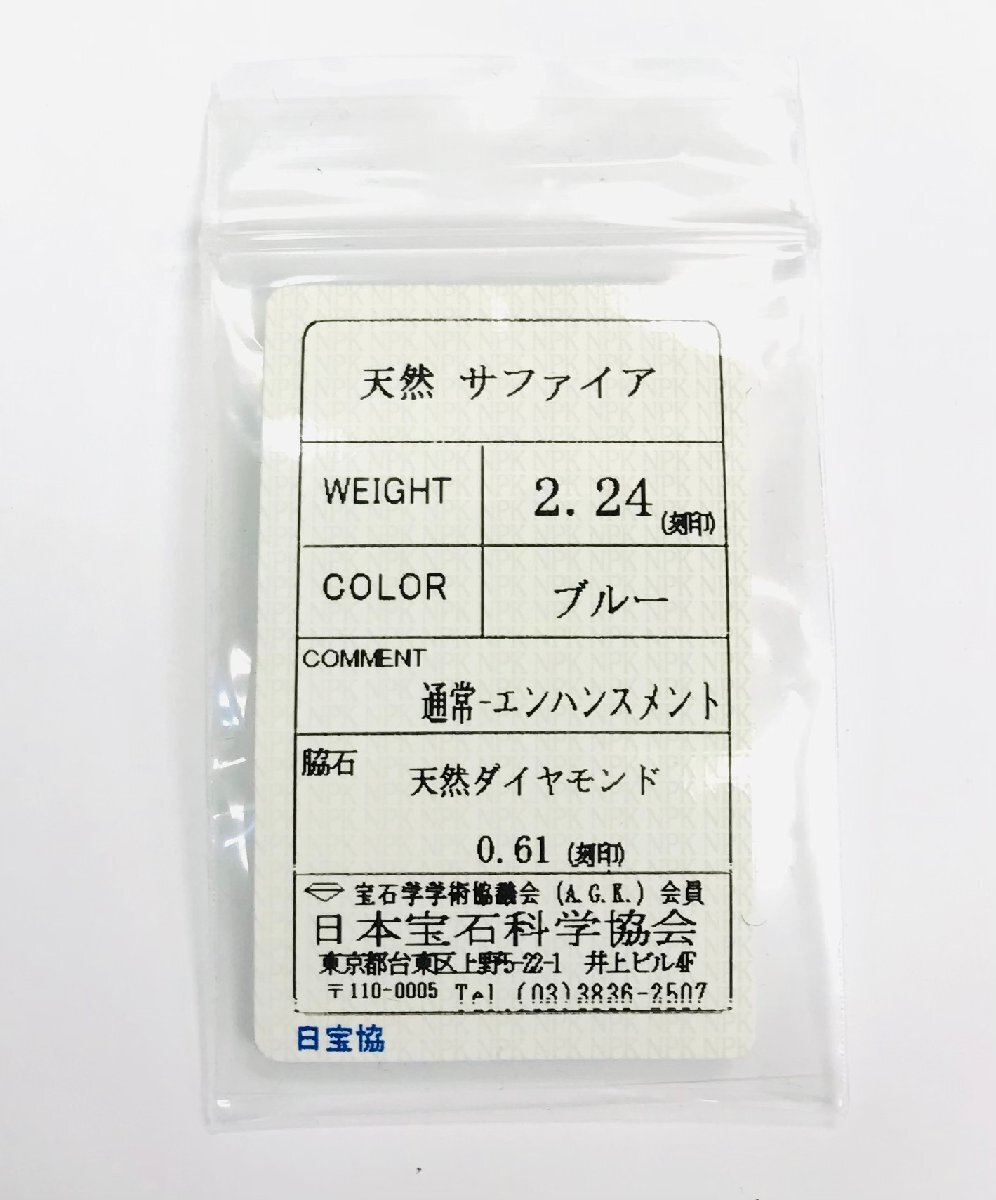 天然 サファイア
WEIGHT 2.24 (刻印)
COLOR ブルー
COMMENT
通常-エンハンスメント
脇石 天然ダイヤモンド
0.61 (刻印)
宝石学学術協議会 (A.G.K.) 会員
日本宝石科学協会
東京都台東区上野5-22-1 井上ビル4F
〒110-0005 Tel (03)3836-2507
日宝協